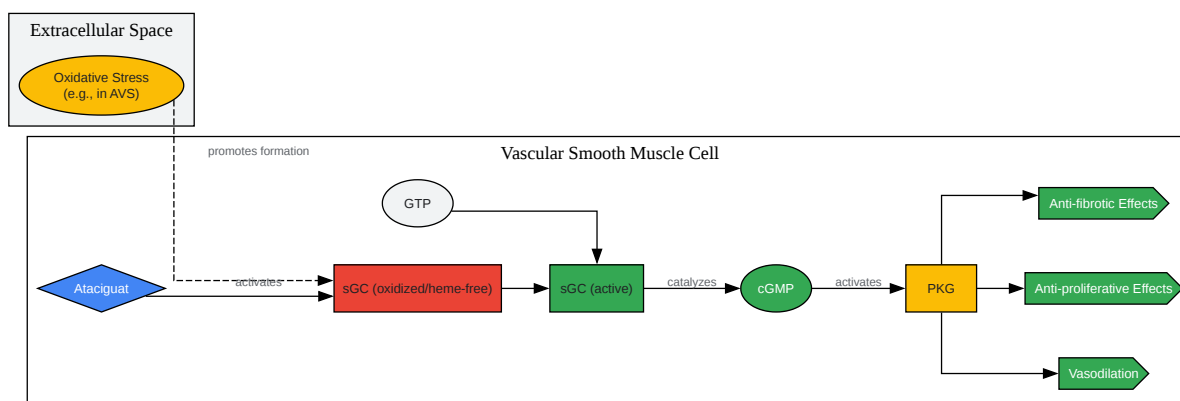 Extracellular Space
Oxidative Stress
(e.g., in AVS)
promotes formation
Vascular Smooth Muscle Cell
GTP
Anti-fibrotic Effects
Ataciguat
activates
sGC (oxidized/heme-free)
sGC (active)
catalyzes
cGMP
activates
PKG
Anti-proliferative Effects
Vasodilation